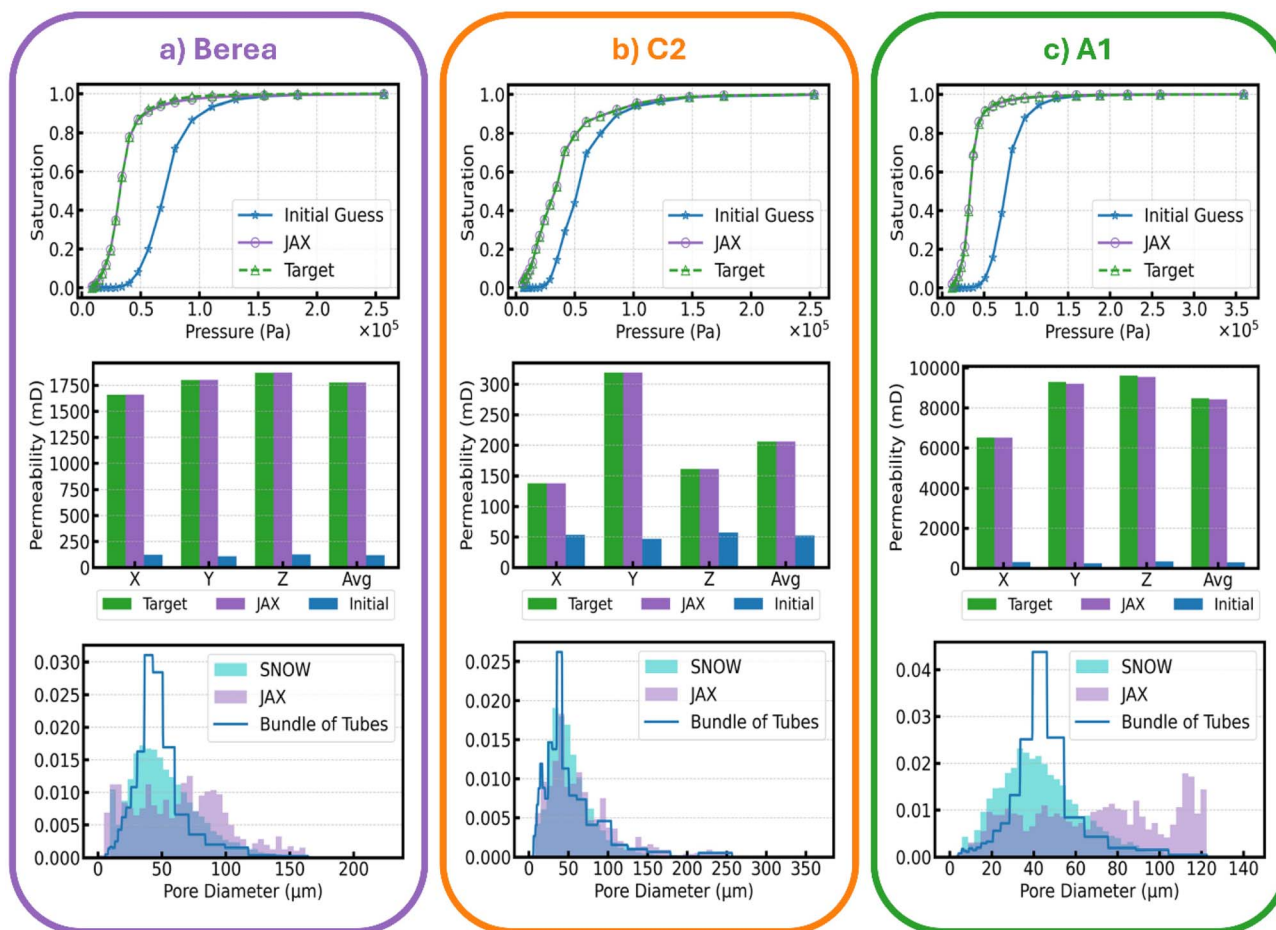 a) Berea
1.0
0.8
0.6
0.4
0.2
0.0
Saturation
Initial Guess
JAX
Target
0.0 0.5 1.0 1.5 2.0 2.5
Pressure (Pa)
×10⁵
1750
1500
1250
1000
750
500
250
0
Permeability (mD)
X Y Z Avg
Target JAX Initial
0.030
0.025
0.020
0.015
0.010
0.005
0.000
SNOW
JAX
Bundle of Tubes
0 50 100 150 200
Pore Diameter (μm)
b) C2
1.0
0.8
0.6
0.4
0.2
0.0
Saturation
Initial Guess
JAX
Target
0.0 0.5 1.0 1.5 2.0 2.5
Pressure (Pa)
×10⁵
300
250
200
150
100
50
0
Permeability (mD)
X Y Z Avg
Target JAX Initial
0.025
0.020
0.015
0.010
0.005
0.000
SNOW
JAX
Bundle of Tubes
0 50 100 150 200 250 300 350
Pore Diameter (μm)
c) A1
1.0
0.8
0.6
0.4
0.2
0.0
Saturation
Initial Guess
JAX
Target
0.0 0.5 1.0 1.5 2.0 2.5 3.0 3.5
Pressure (Pa)
×10⁵
10000
8000
6000
4000
2000
0
Permeability (mD)
X Y Z Avg
Target JAX Initial
0.04
0.03
0.02
0.01
0.00
SNOW
JAX
Bundle of Tubes
0 20 40 60 80 100 120 140
Pore Diameter (μm)